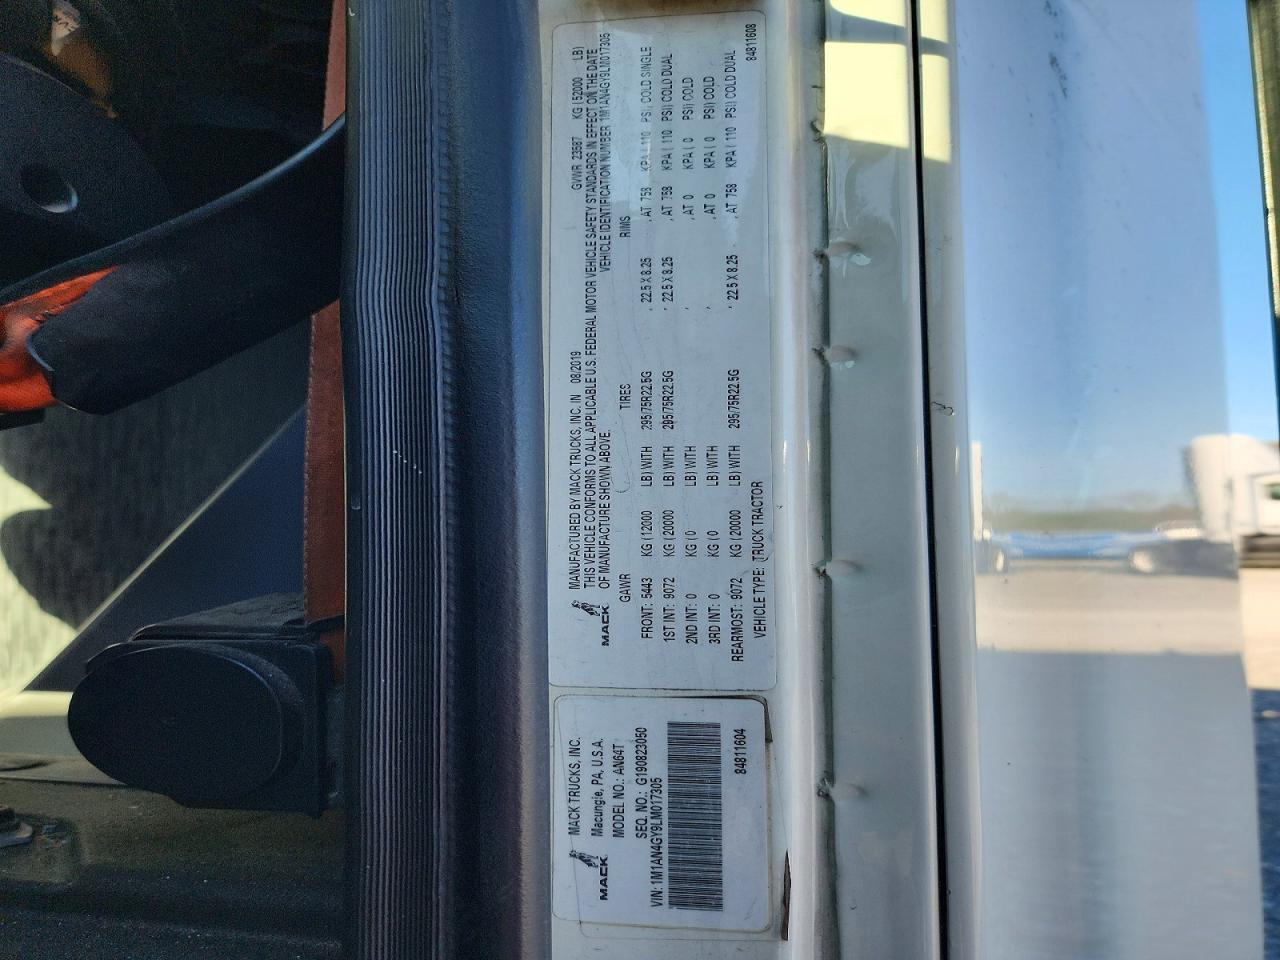 MANUFACTURED BY MACK TRUCKS, INC. IN 08/2019 GVWR 23587 KG (52000 LB)
THIS VEHICLE CONFORMS TO ALL APPLICABLE U.S. FEDERAL MOTOR VEHICLE SAFETY STANDARDS IN EFFECT ON THE DATE
OF MANUFACTURE SHOWN ABOVE. VEHICLE IDENTIFICATION NUMBER 1M1AN4GY9LM017305
MACK
GAWR TIRES RIMS
FRONT: 5443 KG (12000 LB) WITH 295/75R22.5G , 22.5 X 8.25 , AT 758 KPA (110 PSI) COLD SINGLE
1ST INT: 9072 KG (20000 LB) WITH 295/75R22.5G , 22.5 X 8.25 , AT 758 KPA (110 PSI) COLD DUAL
2ND INT: 0 KG (0 LB) WITH , , AT 0 KPA (0 PSI) COLD
3RD INT: 0 KG (0 LB) WITH , , AT 0 KPA (0 PSI) COLD
REARMOST: 9072 KG (20000 LB) WITH 295/75R22.5G , 22.5 X 8.25 , AT 758 KPA (110 PSI) COLD DUAL
VEHICLE TYPE: TRUCK TRACTOR 84811608
MACK TRUCKS, INC.
Macungie, PA, U.S.A.
MACK
MODEL NO.: AN64T
SEQ. NO.: G190823050
VIN: 1M1AN4GY9LM017305
84811604